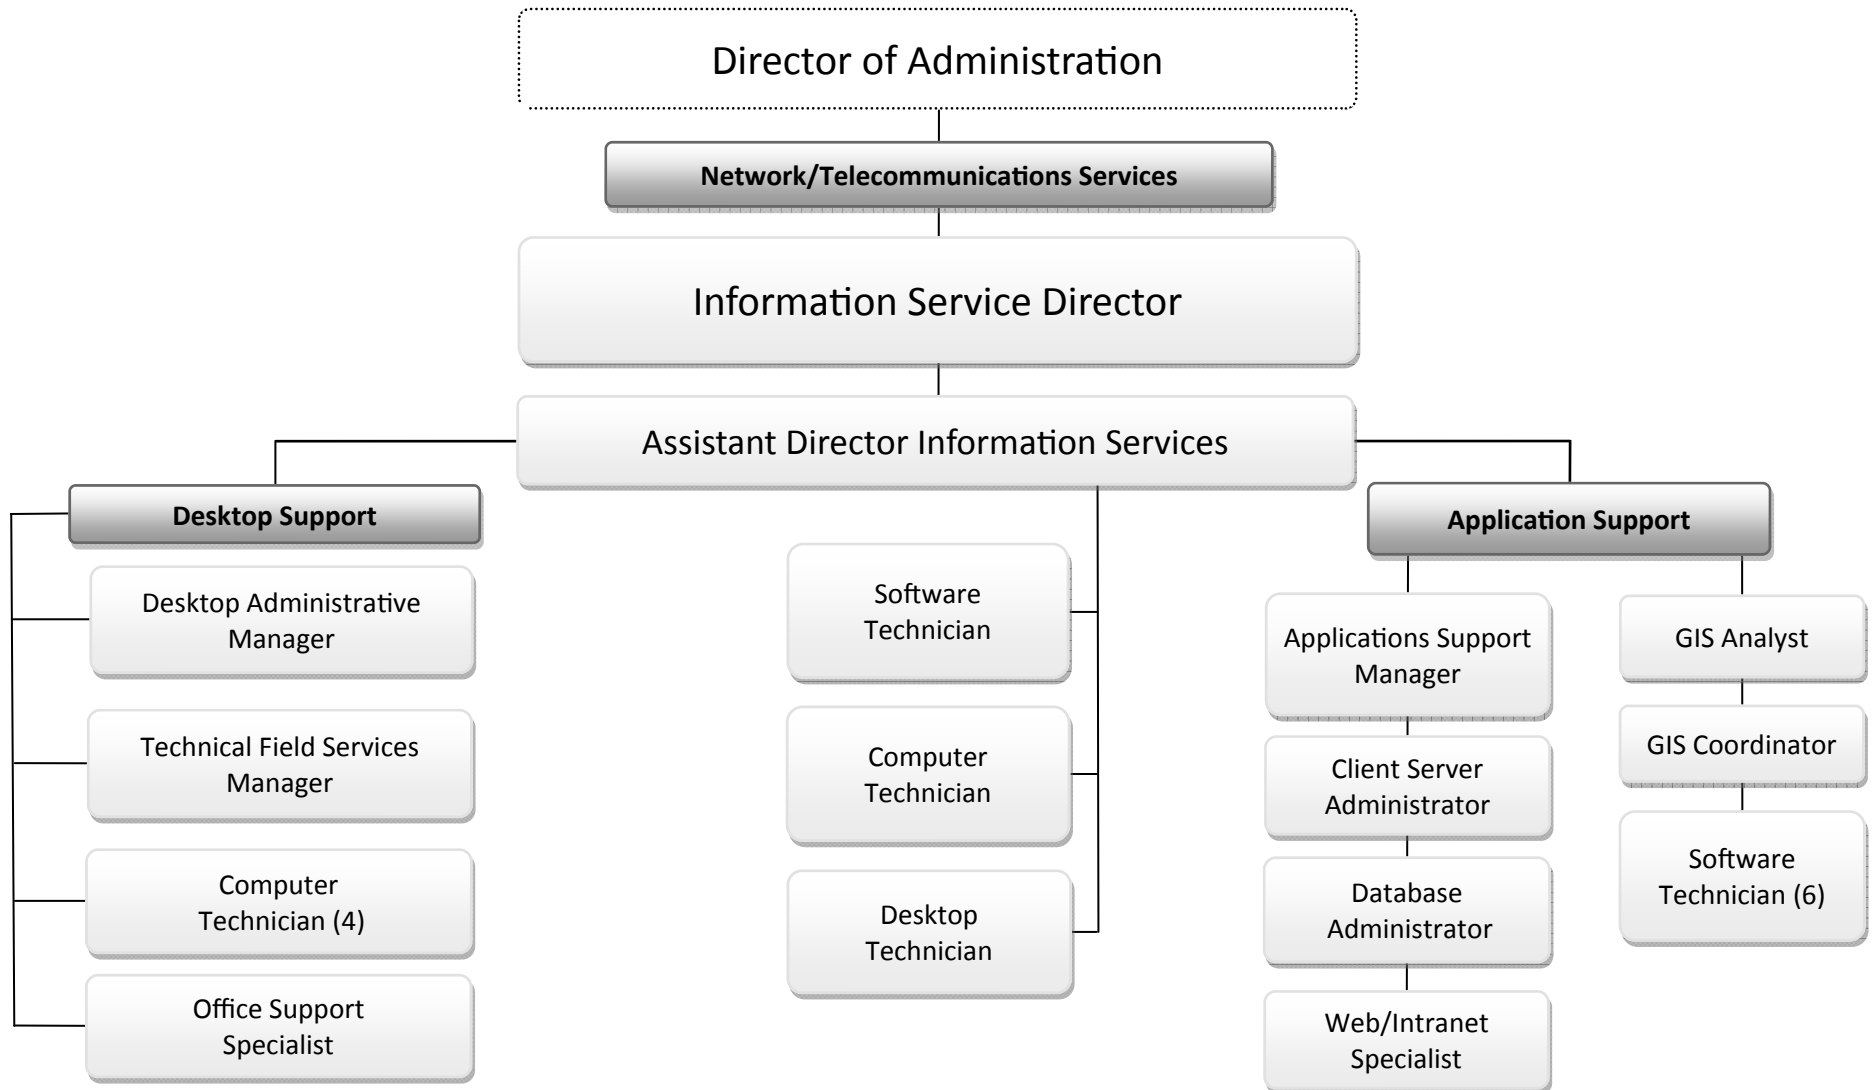 Director of Administration
Network/Telecommunications Services
Information Service Director
Assistant Director Information Services
Desktop Support
Desktop Administrative
Manager
Technical Field Services
Manager
Computer
Technician (4)
Office Support
Specialist
Software
Technician
Computer
Technician
Desktop
Technician
Application Support
Applications Support
Manager
Client Server
Administrator
Database
Administrator
Web/Intranet
Specialist
GIS Analyst
GIS Coordinator
Software
Technician (6)